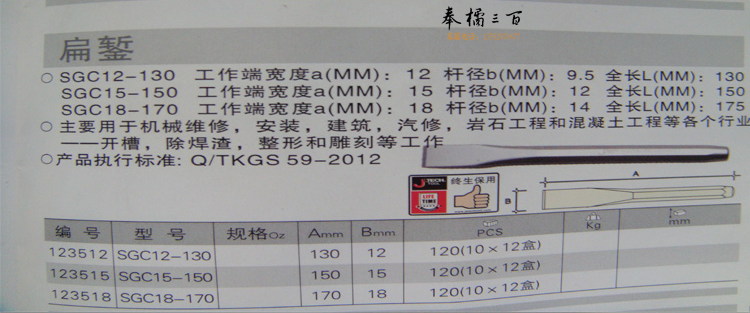 奉橘三百
扁錾
○ SGC12-130 工作端宽度a(MM): 12 杆径b(MM): 9.5 全长L(MM): 130
SGC15-150 工作端宽度a(MM): 15 杆径b(MM): 12 全长L(MM): 150
SGC18-170 工作端宽度a(MM): 18 杆径b(MM): 14 全长L(MM): 175
○ 主要用于机械维修，安装，建筑，汽修，岩石工程和混凝土工程等各个行业
——开槽，除焊渣，整形和雕刻等工作
○ 产品执行标准: Q/TKGS 59-2012
JTECH TOOL 终生保用
LIFE TIME
A
B
编号 型号 规格Oz Amm Bmm PCS Kg mm
123512 SGC12-130 130 12 120(10×12盒)
123515 SGC15-150 150 15 120(10×12盒)
123518 SGC18-170 170 18 120(10×12盒)